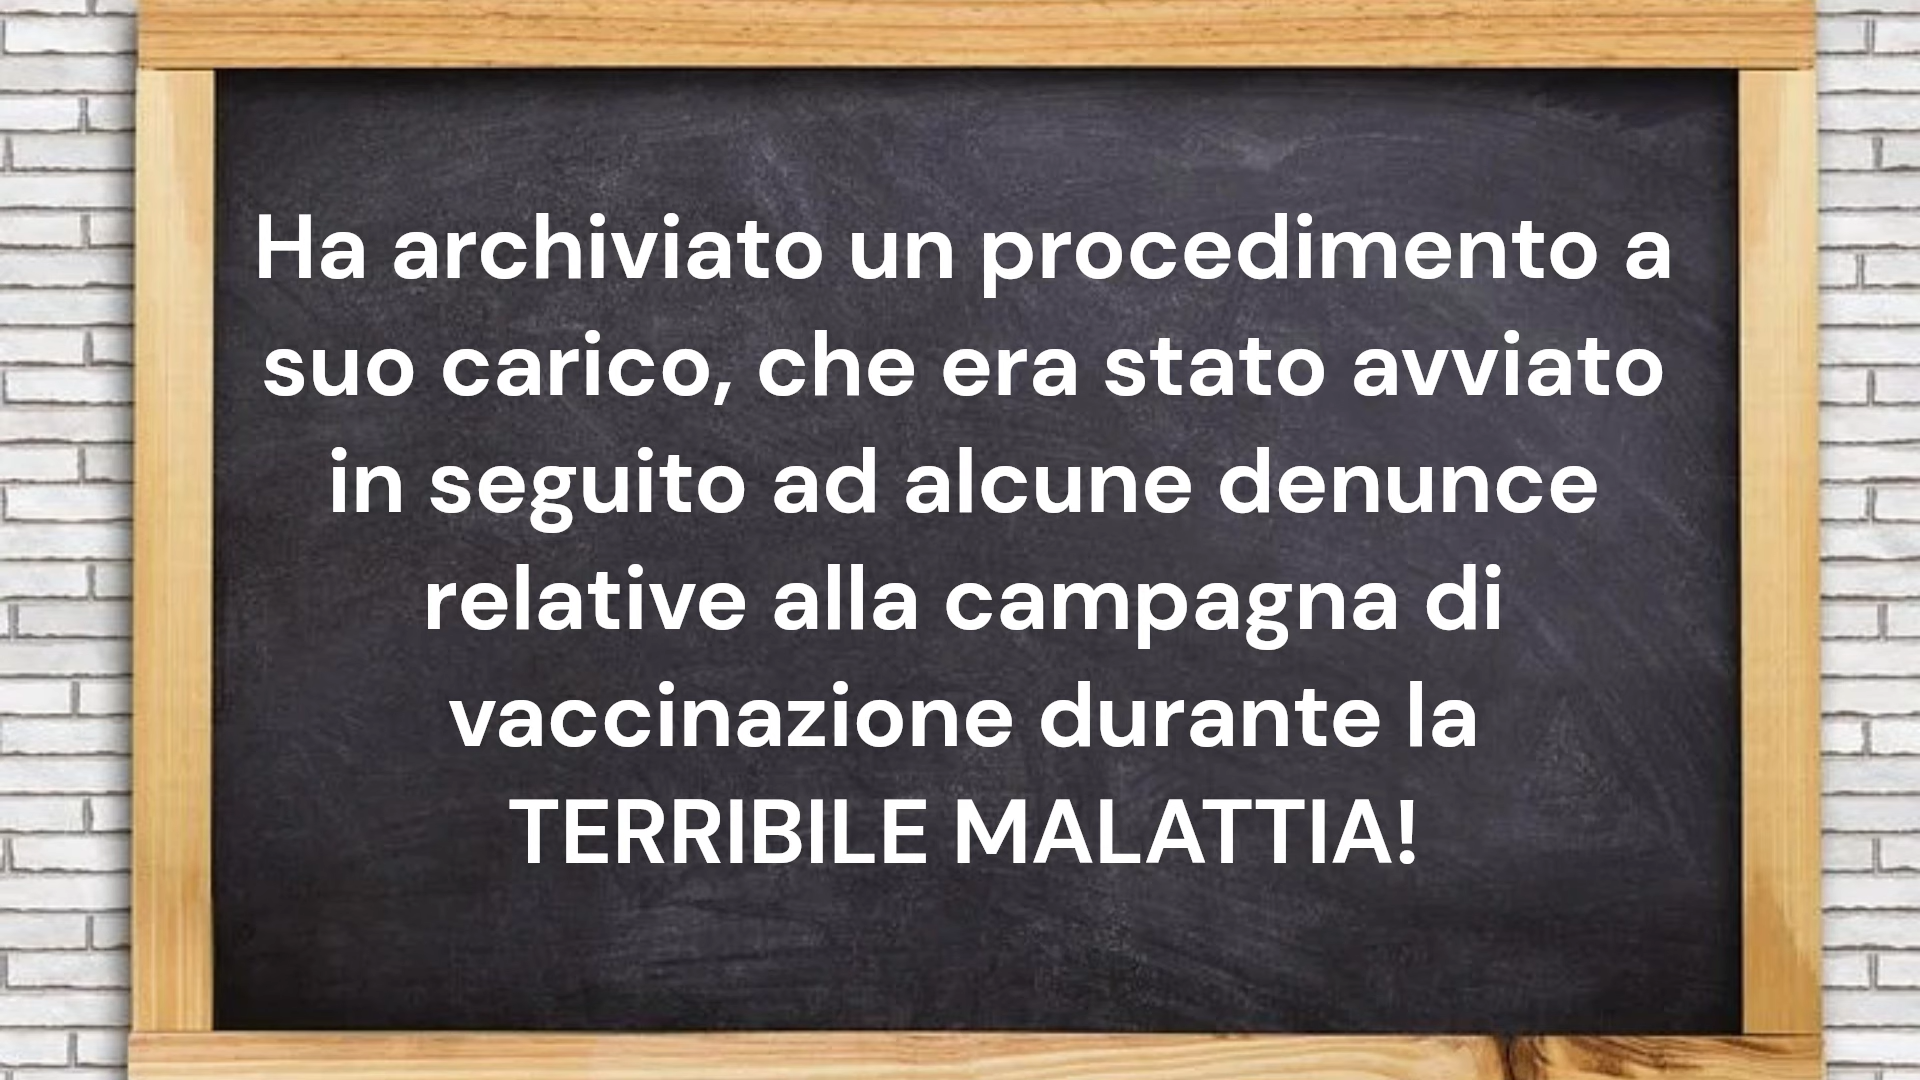 Ha archiviato un procedimento a
suo carico, che era stato avviato
in seguito ad alcune denunce
relative alla campagna di
vaccinazione durante la
TERRIBILE MALATTIA!